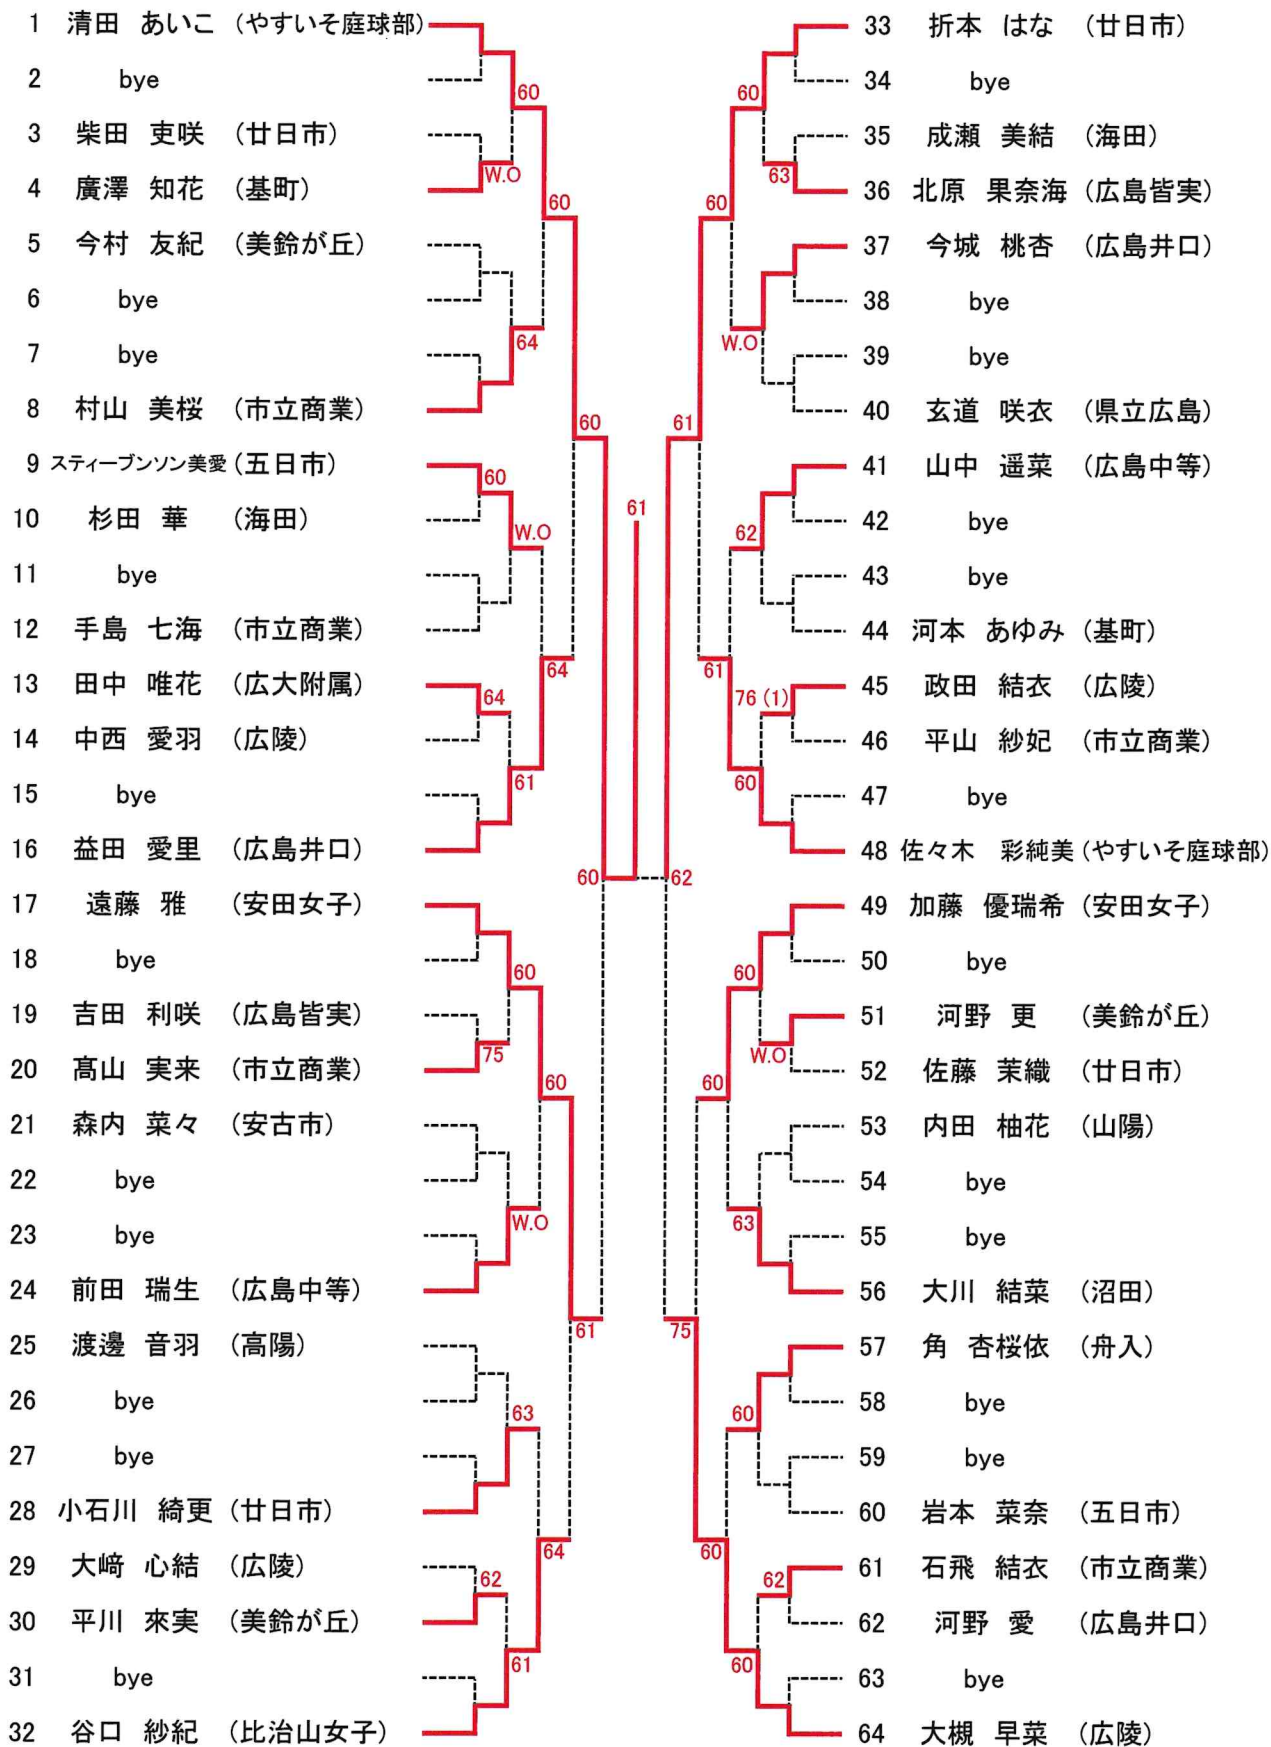 1 清田 あいこ (やすいそ庭球部)
2 bye
3 柴田 吏咲 (廿日市)
4 廣澤 知花 (基町)
5 今村 友紀 (美鈴が丘)
6 bye
7 bye
8 村山 美桜 (市立商業)
9 スティーブンソン美愛 (五日市)
10 杉田 華 (海田)
11 bye
12 手島 七海 (市立商業)
13 田中 唯花 (広大附属)
14 中西 愛羽 (広陵)
15 bye
16 益田 愛里 (広島井口)
17 遠藤 雅 (安田女子)
18 bye
19 吉田 利咲 (広島皆実)
20 髙山 実来 (市立商業)
21 森内 菜々 (安古市)
22 bye
23 bye
24 前田 瑞生 (広島中等)
25 渡邊 音羽 (高陽)
26 bye
27 bye
28 小石川 綺更 (廿日市)
29 大﨑 心結 (広陵)
30 平川 來実 (美鈴が丘)
31 bye
32 谷口 紗紀 (比治山女子)
60
W.O
60
64
60
60
W.O
64
64
61
60
60
75
60
W.O
61
63
64
62
61
61
62
60
63
60
W.O
61
62
61
76 (1)
60
60
W.O
60
63
75
60
60
62
60
33 折本 はな (廿日市)
34 bye
35 成瀬 美結 (海田)
36 北原 果奈海 (広島皆実)
37 今城 桃杏 (広島井口)
38 bye
39 bye
40 玄道 咲衣 (県立広島)
41 山中 遥菜 (広島中等)
42 bye
43 bye
44 河本 あゆみ (基町)
45 政田 結衣 (広陵)
46 平山 紗妃 (市立商業)
47 bye
48 佐々木 彩純美 (やすいそ庭球部)
49 加藤 優瑞希 (安田女子)
50 bye
51 河野 更 (美鈴が丘)
52 佐藤 茉織 (廿日市)
53 内田 柚花 (山陽)
54 bye
55 bye
56 大川 結菜 (沼田)
57 角 杏桜依 (舟入)
58 bye
59 bye
60 岩本 菜奈 (五日市)
61 石飛 結衣 (市立商業)
62 河野 愛 (広島井口)
63 bye
64 大槻 早菜 (広陵)